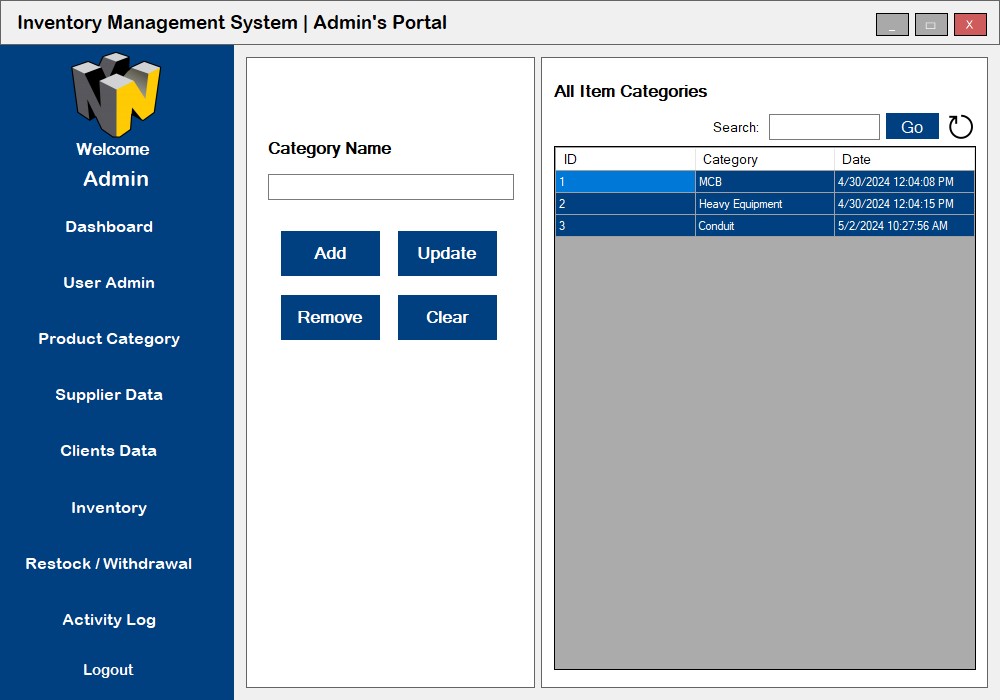 Inventory Management System | Admin's Portal
_ □ X
Welcome
Admin
Dashboard
User Admin
Product Category
Supplier Data
Clients Data
Inventory
Restock / Withdrawal
Activity Log
Logout
Category Name
Add Update
Remove Clear
All Item Categories
Search: Go
ID Category Date
1 MCB 4/30/2024 12:04:08 PM
2 Heavy Equipment 4/30/2024 12:04:15 PM
3 Conduit 5/2/2024 10:27:56 AM